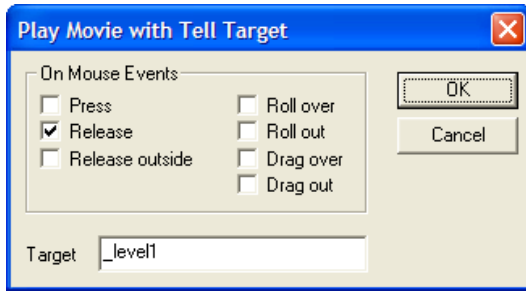 Play Movie with Tell Target
On Mouse Events
Press
Release
Release outside
Roll over
Roll out
Drag over
Drag out
OK
Cancel
Target _level1